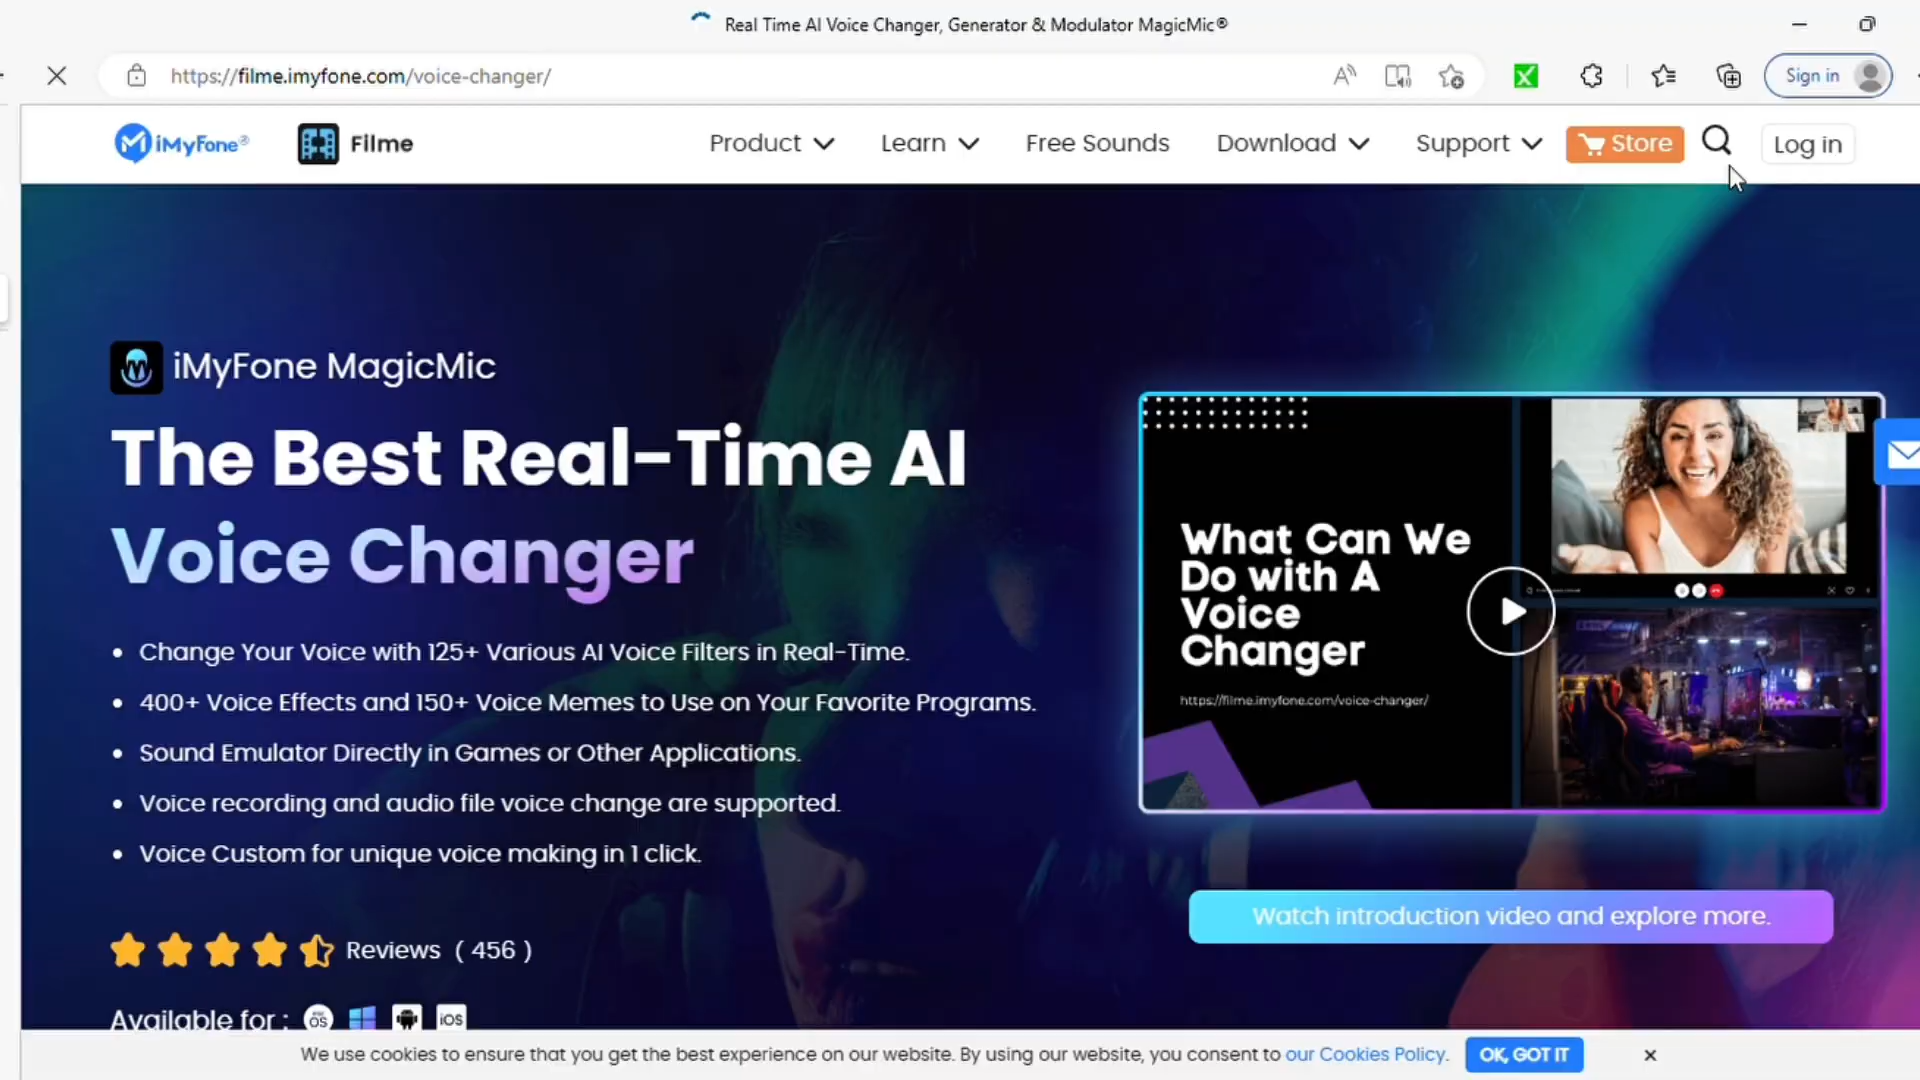 Real Time AI Voice Changer, Generator & Modulator MagicMic®
https://filme.imyfone.com/voice-changer/
Sign in
iMyFone®
Filme
Product
Learn
Free Sounds
Download
Support
Store
Log in
iMyFone MagicMic
The Best Real-Time AI
Voice Changer
• Change Your Voice with 125+ Various AI Voice Filters in Real-Time.
• 400+ Voice Effects and 150+ Voice Memes to Use on Your Favorite Programs.
• Sound Emulator Directly in Games or Other Applications.
• Voice recording and audio file voice change are supported.
• Voice Custom for unique voice making in 1 click.
Reviews ( 456 )
Available for :
iOS
What Can We
Do with A
Voice
Changer
https://filme.imyfone.com/voice-changer/
Watch introduction video and explore more.
We use cookies to ensure that you get the best experience on our website. By using our website, you consent to our Cookies Policy.
OK, GOT IT